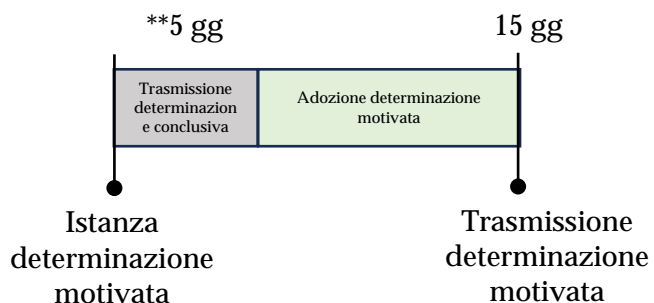 **5 gg
15 gg
Trasmissione
determinazion
e conclusiva
Adozione determinazione
motivata
Istanza
determinazione
motivata
Trasmissione
determinazione
motivata